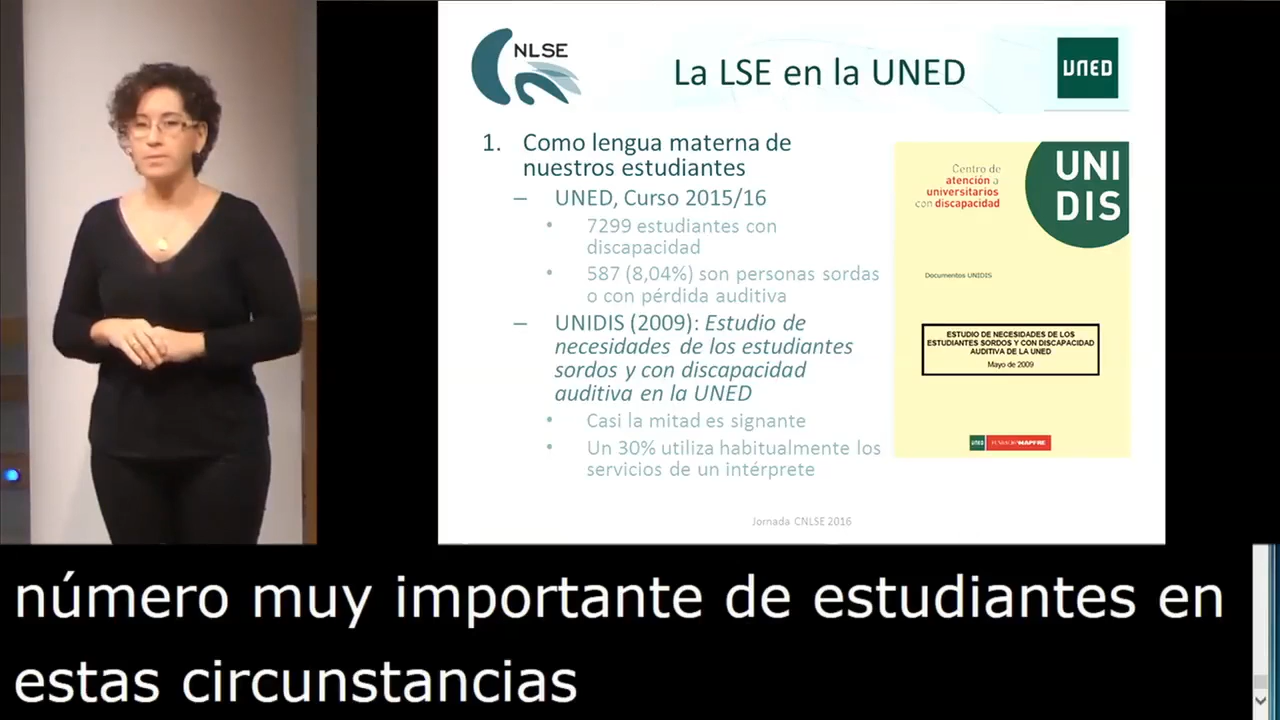 CNLSE
La LSE en la UNED
UNED
1. Como lengua materna de
nuestros estudiantes
– UNED, Curso 2015/16
• 7299 estudiantes con
discapacidad
• 587 (8,04%) son personas sordas
o con pérdida auditiva
– UNIDIS (2009): Estudio de
necesidades de los estudiantes
sordos y con discapacidad
auditiva en la UNED
• Casi la mitad es signante
• Un 30% utiliza habitualmente los
servicios de un intérprete
Centro de
atención a
universitarios
con discapacidad
UNI
DIS
Documentos UNIDIS
ESTUDIO DE NECESIDADES DE LOS
ESTUDIANTES SORDOS Y CON DISCAPACIDAD
AUDITIVA DE LA UNED
Mayo de 2009
UNED FUNDACIÓN MAPFRE
Jornada CNLSE 2016
número muy importante de estudiantes en
estas circunstancias